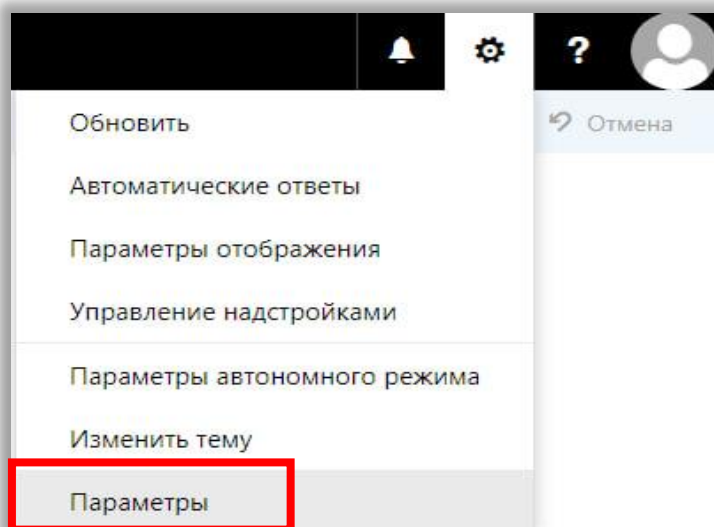 ?
Обновить
Отмена
Автоматические ответы
Параметры отображения
Управление надстройками
Параметры автономного режима
Изменить тему
Параметры